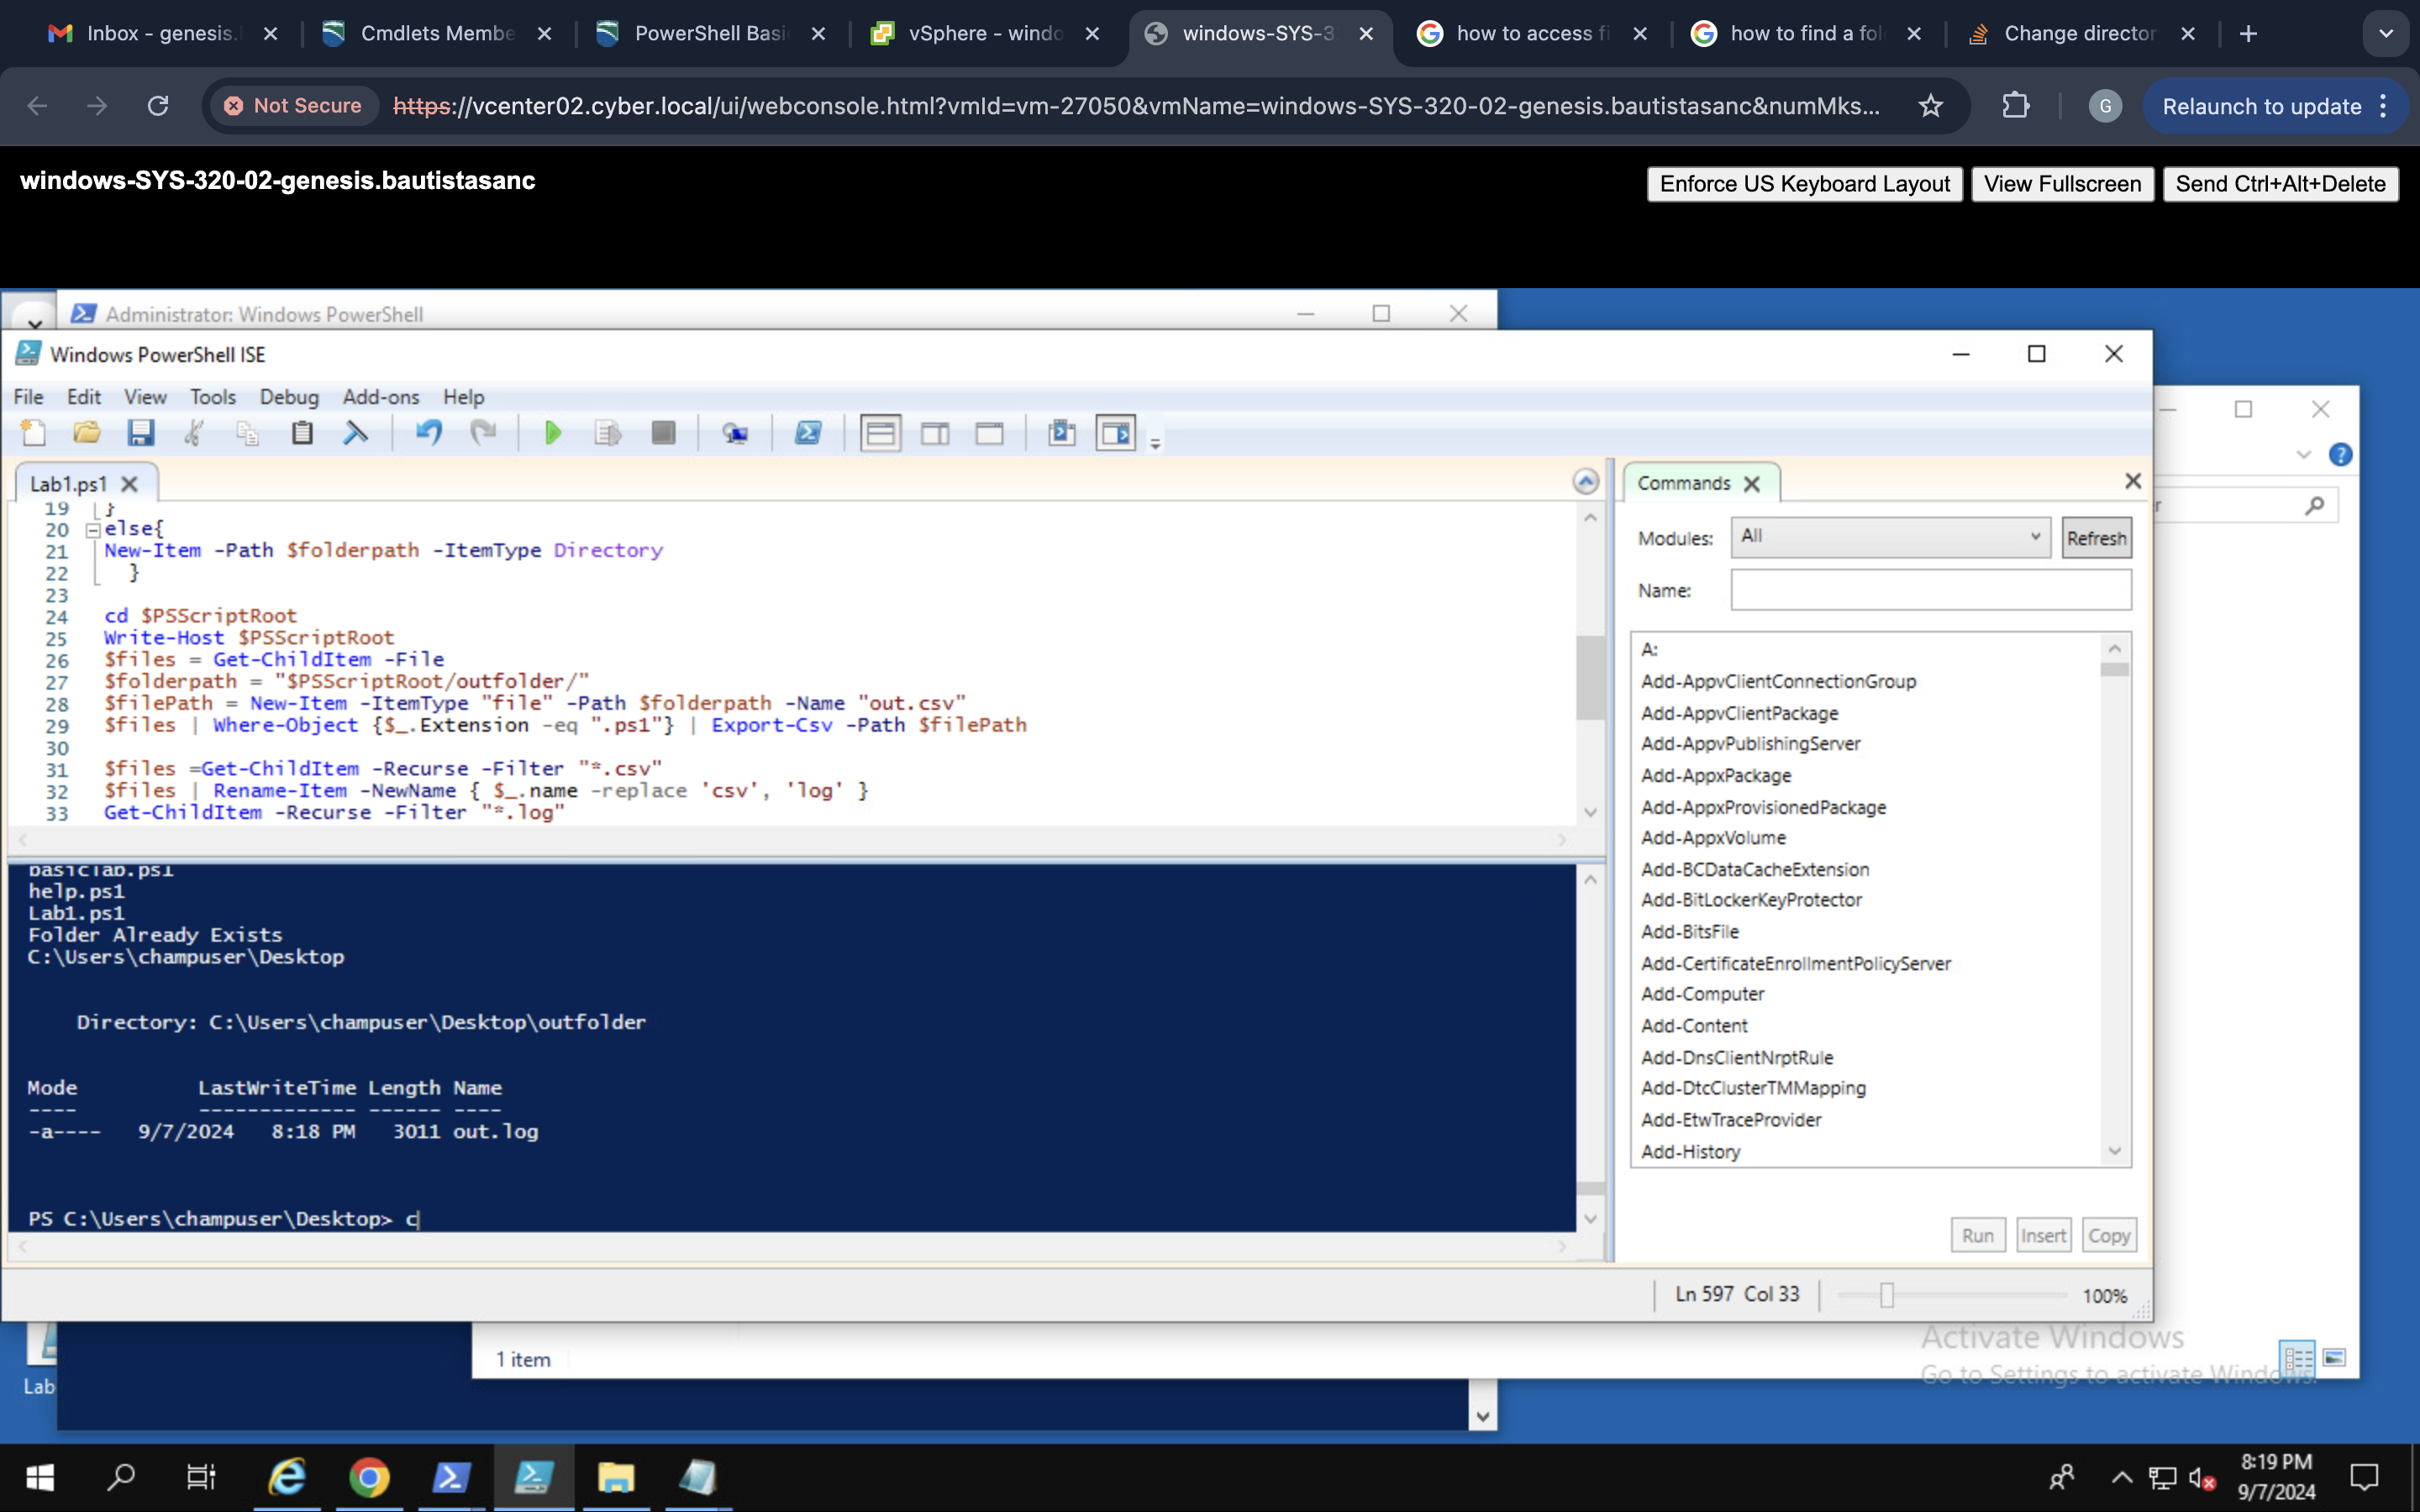 Inbox - genesis.
Cmdlets Membe
PowerShell Basi
vSphere - windo
windows-SYS-3
how to access fi
how to find a fol
Change director
Not Secure
https://vcenter02.cyber.local/ui/webconsole.html?vmId=vm-27050&vmName=windows-SYS-320-02-genesis.bautistasanc&numMks...
G
Relaunch to update
windows-SYS-320-02-genesis.bautistasanc
Enforce US Keyboard Layout
View Fullscreen
Send Ctrl+Alt+Delete
Administrator: Windows PowerShell
Windows PowerShell ISE
File Edit View Tools Debug Add-ons Help
Lab1.ps1
19 }
20 else{
21 New-Item -Path $folderpath -ItemType Directory
22 }
23
24 cd $PSScriptRoot
25 Write-Host $PSScriptRoot
26 $files = Get-ChildItem -File
27 $folderpath = "$PSScriptRoot/outfolder/"
28 $filePath = New-Item -ItemType "file" -Path $folderpath -Name "out.csv"
29 $files | Where-Object {$_.Extension -eq ".ps1"} | Export-Csv -Path $filePath
30
31 $files =Get-ChildItem -Recurse -Filter "*.csv"
32 $files | Rename-Item -NewName { $_.name -replace 'csv', 'log' }
33 Get-ChildItem -Recurse -Filter "*.log"
basiclab.ps1
help.ps1
Lab1.ps1
Folder Already Exists
C:\Users\champuser\Desktop
Directory: C:\Users\champuser\Desktop\outfolder
Mode LastWriteTime Length Name
---- ------------- ------ ----
-a---- 9/7/2024 8:18 PM 3011 out.log
PS C:\Users\champuser\Desktop> c
Commands
Modules: All Refresh
Name:
A:
Add-AppvClientConnectionGroup
Add-AppvClientPackage
Add-AppvPublishingServer
Add-AppxPackage
Add-AppxProvisionedPackage
Add-AppxVolume
Add-BCDataCacheExtension
Add-BitLockerKeyProtector
Add-BitsFile
Add-CertificateEnrollmentPolicyServer
Add-Computer
Add-Content
Add-DnsClientNrptRule
Add-DtcClusterTMMapping
Add-EtwTraceProvider
Add-History
Run Insert Copy
Ln 597 Col 33
100%
Activate Windows
Go to Settings to activate Windows.
Lab
1 item
8:19 PM
9/7/2024